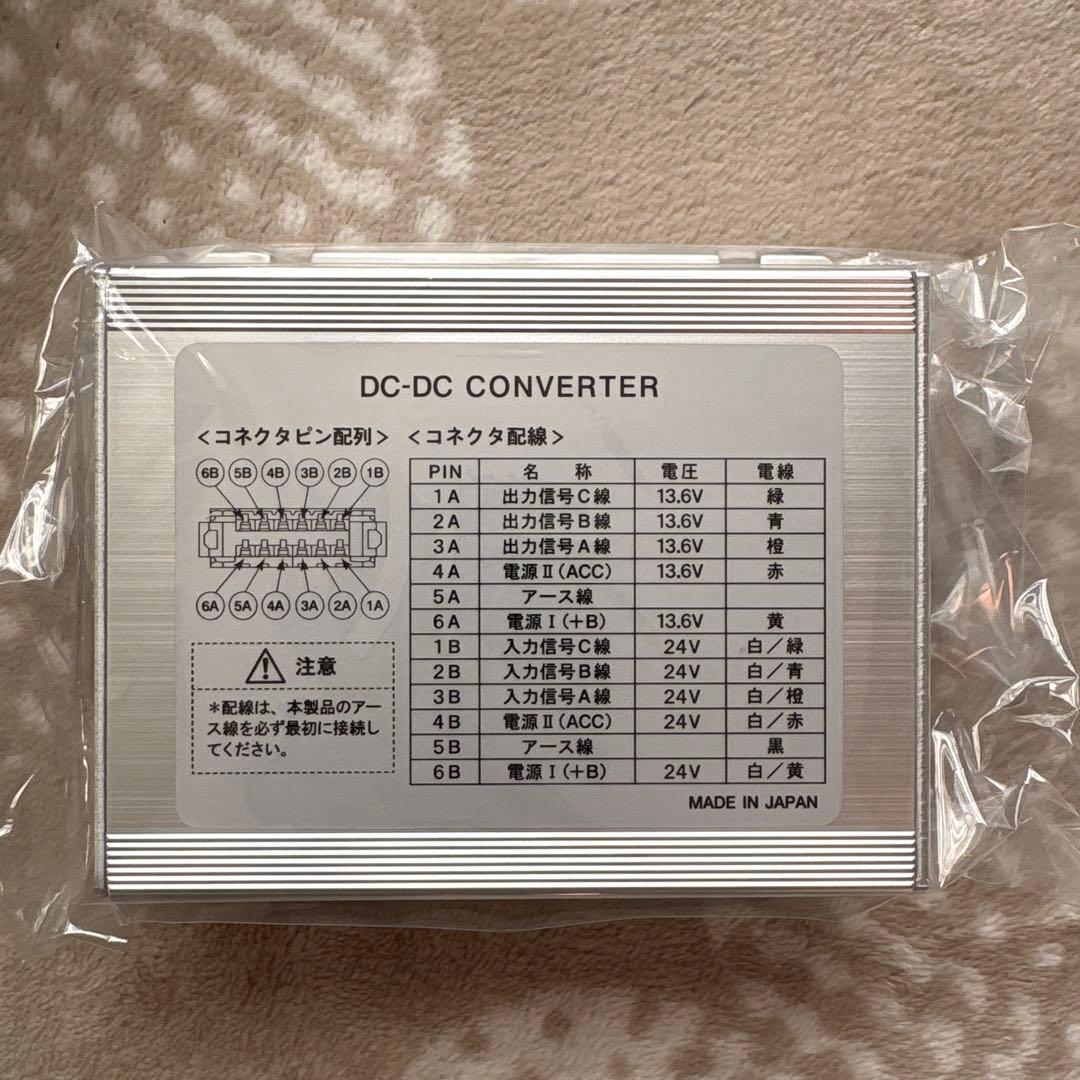 DC-DC CONVERTER
<コネクタピン配列>
6B 5B 4B 3B 2B 1B
6A 5A 4A 3A 2A 1A
注意
*配線は、本製品のアー
ス線を必ず最初に接続し
てください。
<コネクタ配線>
PIN 名 称 電圧 電線
1A 出力信号C線 13.6V 緑
2A 出力信号B線 13.6V 青
3A 出力信号A線 13.6V 橙
4A 電源Ⅱ(ACC) 13.6V 赤
5A アース線
6A 電源Ⅰ(+B) 13.6V 黄
1B 入力信号C線 24V 白/緑
2B 入力信号B線 24V 白/青
3B 入力信号A線 24V 白/橙
4B 電源Ⅱ(ACC) 24V 白/赤
5B アース線 黒
6B 電源Ⅰ(+B) 24V 白/黄
MADE IN JAPAN